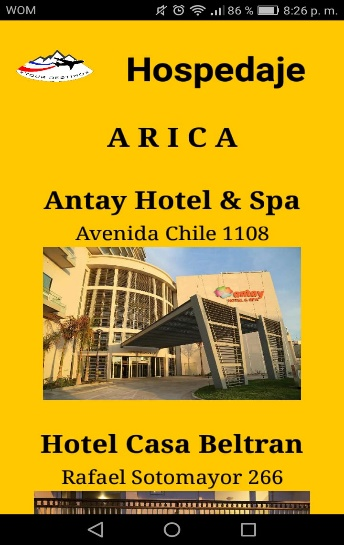 WOM 86 % 8:26 p. m.
Hospedaje
ARICA
Antay Hotel & Spa
Avenida Chile 1108
antay
HOTEL & SPA
Hotel Casa Beltran
Rafael Sotomayor 266